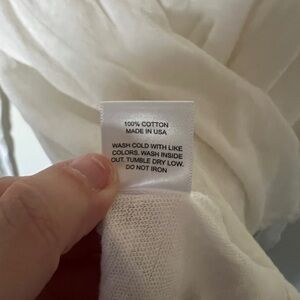 100% COTTON
MADE IN USA
WASH COLD WITH LIKE
COLORS. WASH INSIDE
OUT. TUMBLE DRY LOW.
DO NOT IRON